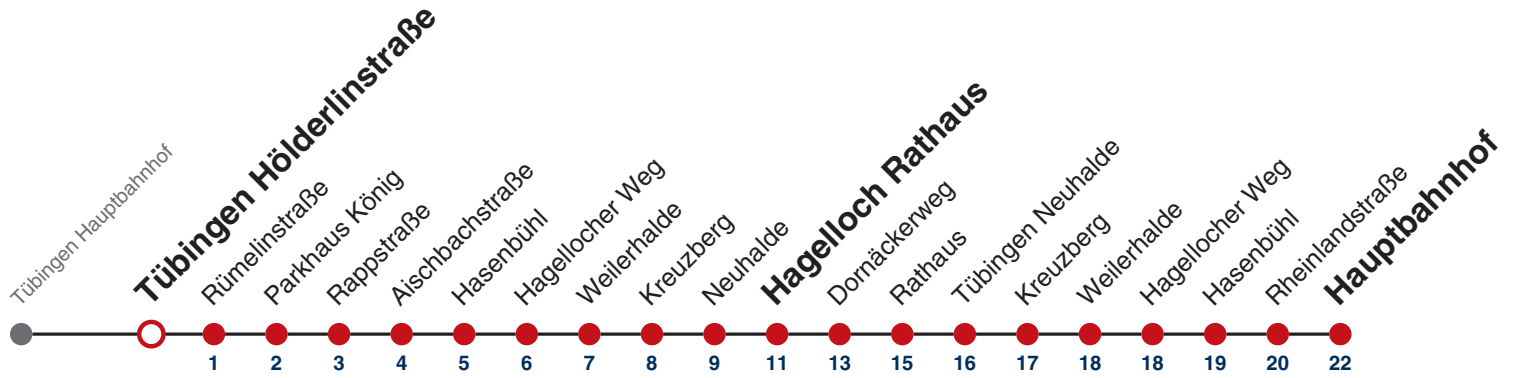 Tübingen Hauptbahnhof
Tübingen Hölderlinstraße
Rümelinstraße
Parkhaus König
Rappstraße
Aischbachstraße
Hasenbühl
Hagellocher Weg
Weilerhalde
Kreuzberg
Neuhalde
Hagelloch Rathaus
Dornäckerweg
Rathaus
Tübingen Neuhalde
Kreuzberg
Weilerhalde
Hagellocher Weg
Hasenbühl
Rheinlandstraße
Hauptbahnhof
1 2 3 4 5 6 7 8 9 11 13 15 16 17 18 18 19 20 22